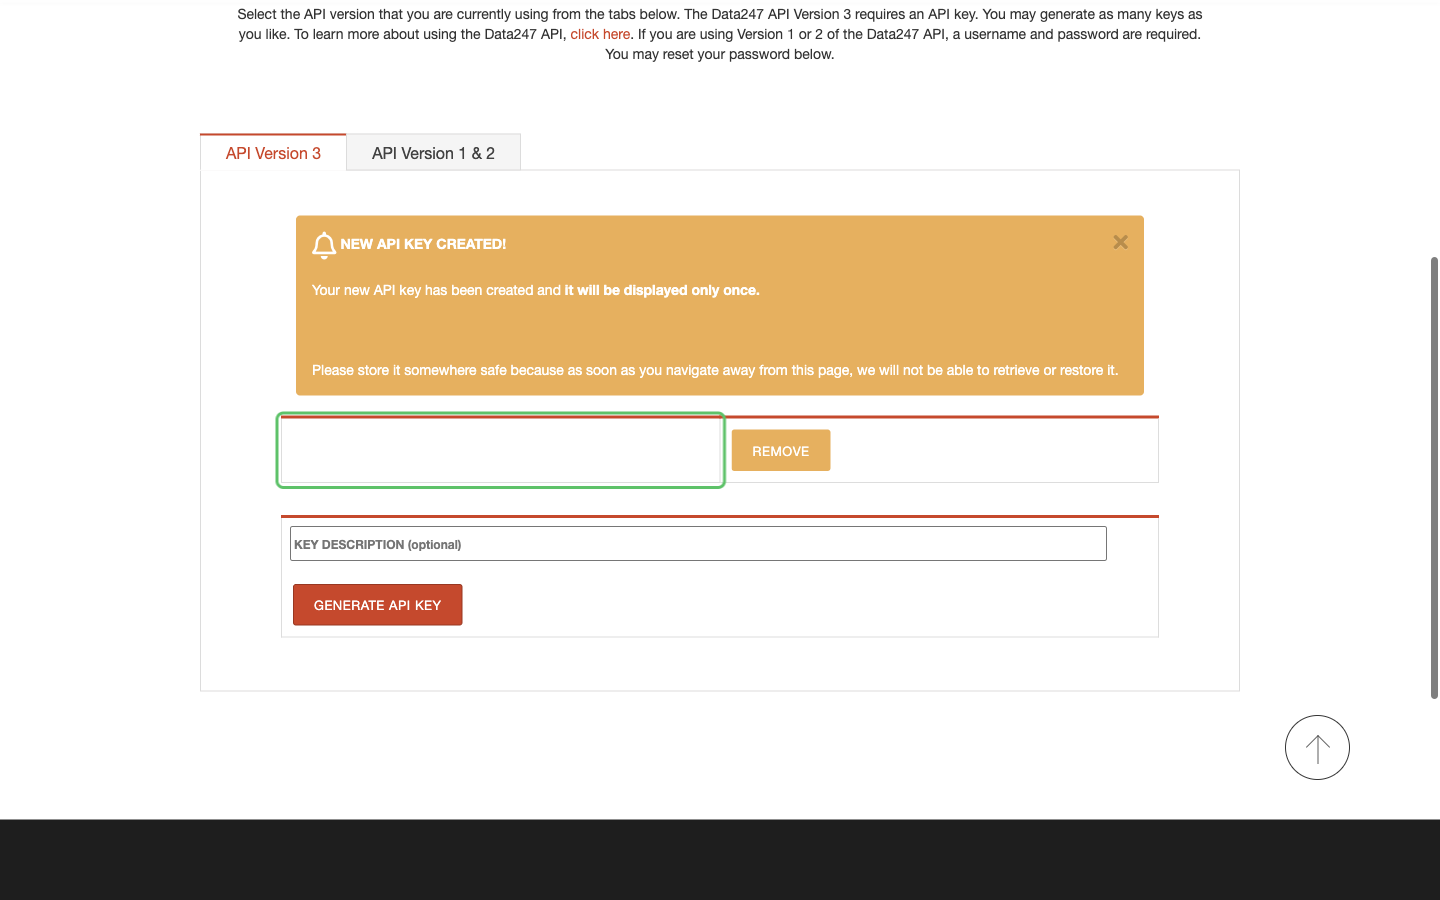 Select the API version that you are currently using from the tabs below. The Data247 API Version 3 requires an API key. You may generate as many keys as
you like. To learn more about using the Data247 API, click here. If you are using Version 1 or 2 of the Data247 API, a username and password are required.
You may reset your password below.
API Version 3
API Version 1 & 2
NEW API KEY CREATED!
Your new API key has been created and it will be displayed only once.
Please store it somewhere safe because as soon as you navigate away from this page, we will not be able to retrieve or restore it.
REMOVE
KEY DESCRIPTION (optional)
GENERATE API KEY